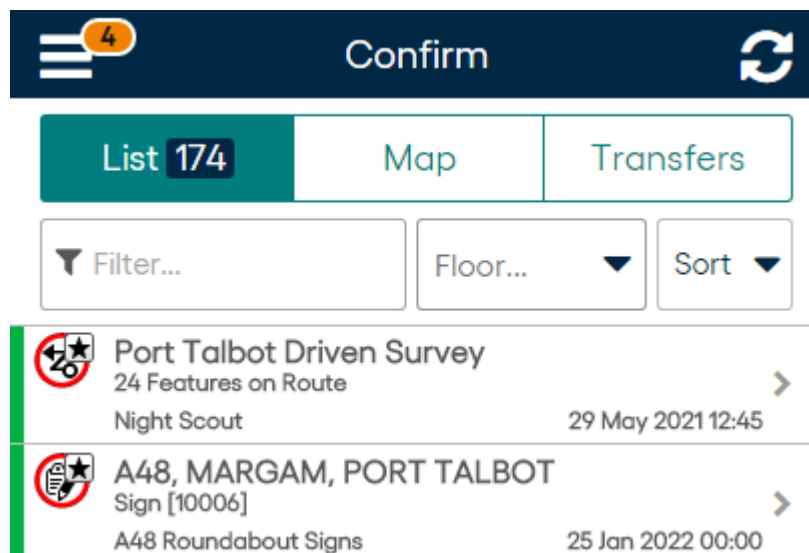 4
Confirm
List 174 Map Transfers
Filter... Floor... Sort
Port Talbot Driven Survey
24 Features on Route
Night Scout 29 May 2021 12:45
A48, MARGAM, PORT TALBOT
Sign [10006]
A48 Roundabout Signs 25 Jan 2022 00:00